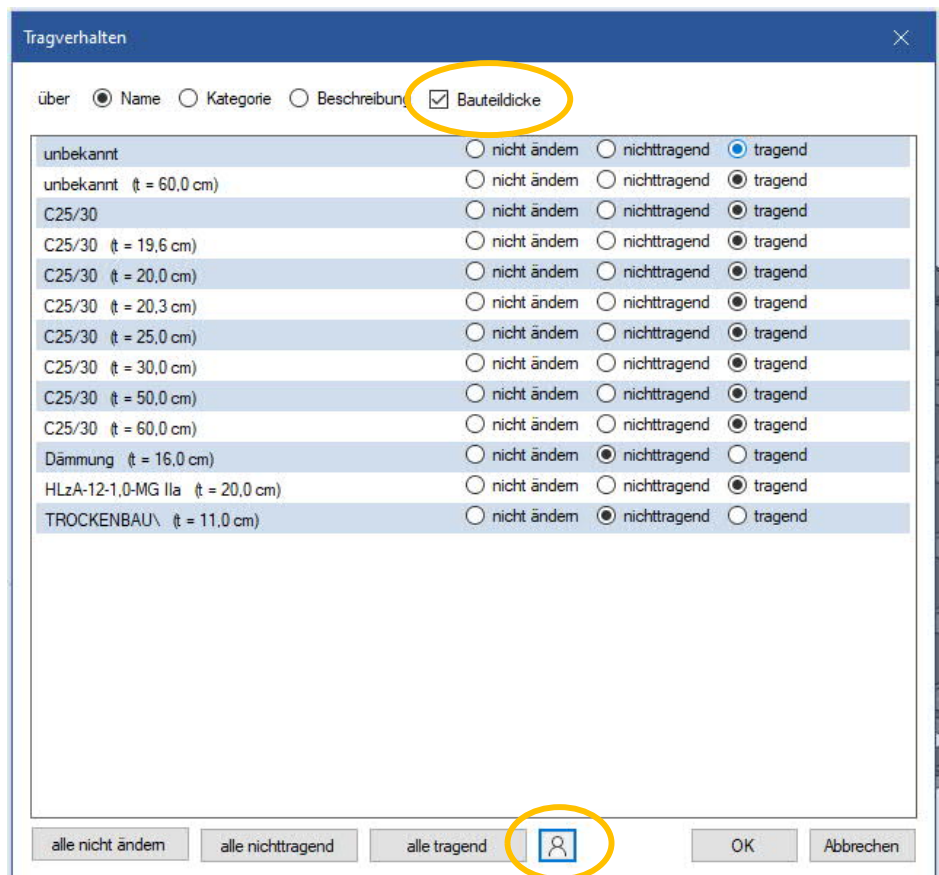 Tragverhalten
über Name Kategorie Beschreibung Bauteildicke
unbekannt nicht ändern nichttragend tragend
unbekannt (t = 60,0 cm) nicht ändern nichttragend tragend
C25/30 nicht ändern nichttragend tragend
C25/30 (t = 19,6 cm) nicht ändern nichttragend tragend
C25/30 (t = 20,0 cm) nicht ändern nichttragend tragend
C25/30 (t = 20,3 cm) nicht ändern nichttragend tragend
C25/30 (t = 25,0 cm) nicht ändern nichttragend tragend
C25/30 (t = 30,0 cm) nicht ändern nichttragend tragend
C25/30 (t = 50,0 cm) nicht ändern nichttragend tragend
C25/30 (t = 60,0 cm) nicht ändern nichttragend tragend
Dämmung (t = 16,0 cm) nicht ändern nichttragend tragend
HLzA-12-1,0-MG IIa (t = 20,0 cm) nicht ändern nichttragend tragend
TROCKENBAU\ (t = 11,0 cm) nicht ändern nichttragend tragend
alle nicht ändern alle nichttragend alle tragend OK Abbrechen